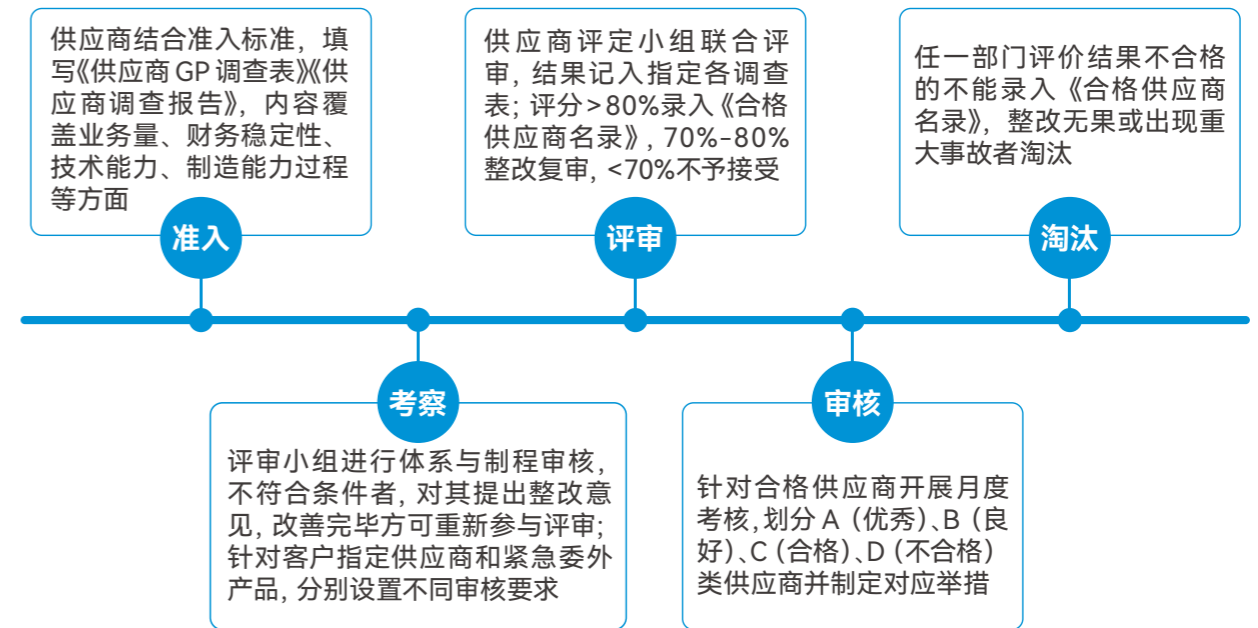 供应商结合准入标准，填
写《供应商 GP 调查表》《供
应商调查报告》，内容覆
盖业务量、财务稳定性、
技术能力、制造能力过程
等方面
准入
评审小组进行体系与制程审核，
不符合条件者，对其提出整改意
见，改善完毕方可重新参与评审；
针对客户指定供应商和紧急委外
产品，分别设置不同审核要求
考察
供应商评定小组联合评
审，结果记入指定各调查
表；评分>80%录入《合格
供应商名录》，70%-80%
整改复审，<70%不予接受
评审
针对合格供应商开展月度
考核，划分 A（优秀）、B（良
好）、C（合格）、D（不合格）
类供应商并制定对应举措
审核
任一部门评价结果不合格
的不能录入《合格供应商
名录》，整改无果或出现重
大事故者淘汰
淘汰